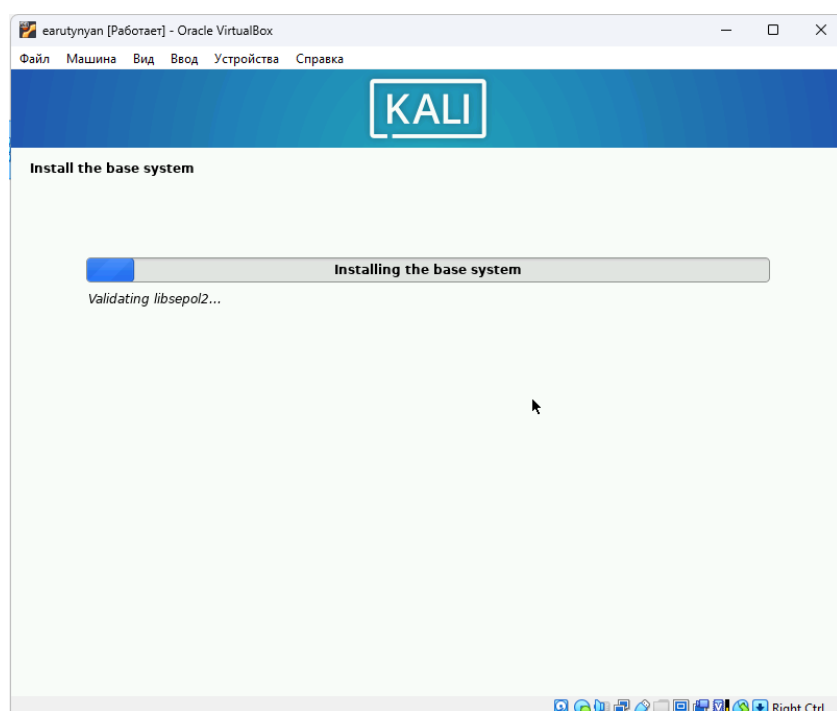 earutynyan [Работает] - Oracle VirtualBox
Файл Машина Вид Ввод Устройства Справка
KALI
Install the base system
Installing the base system
Validating libsepol2...
Right Ctrl